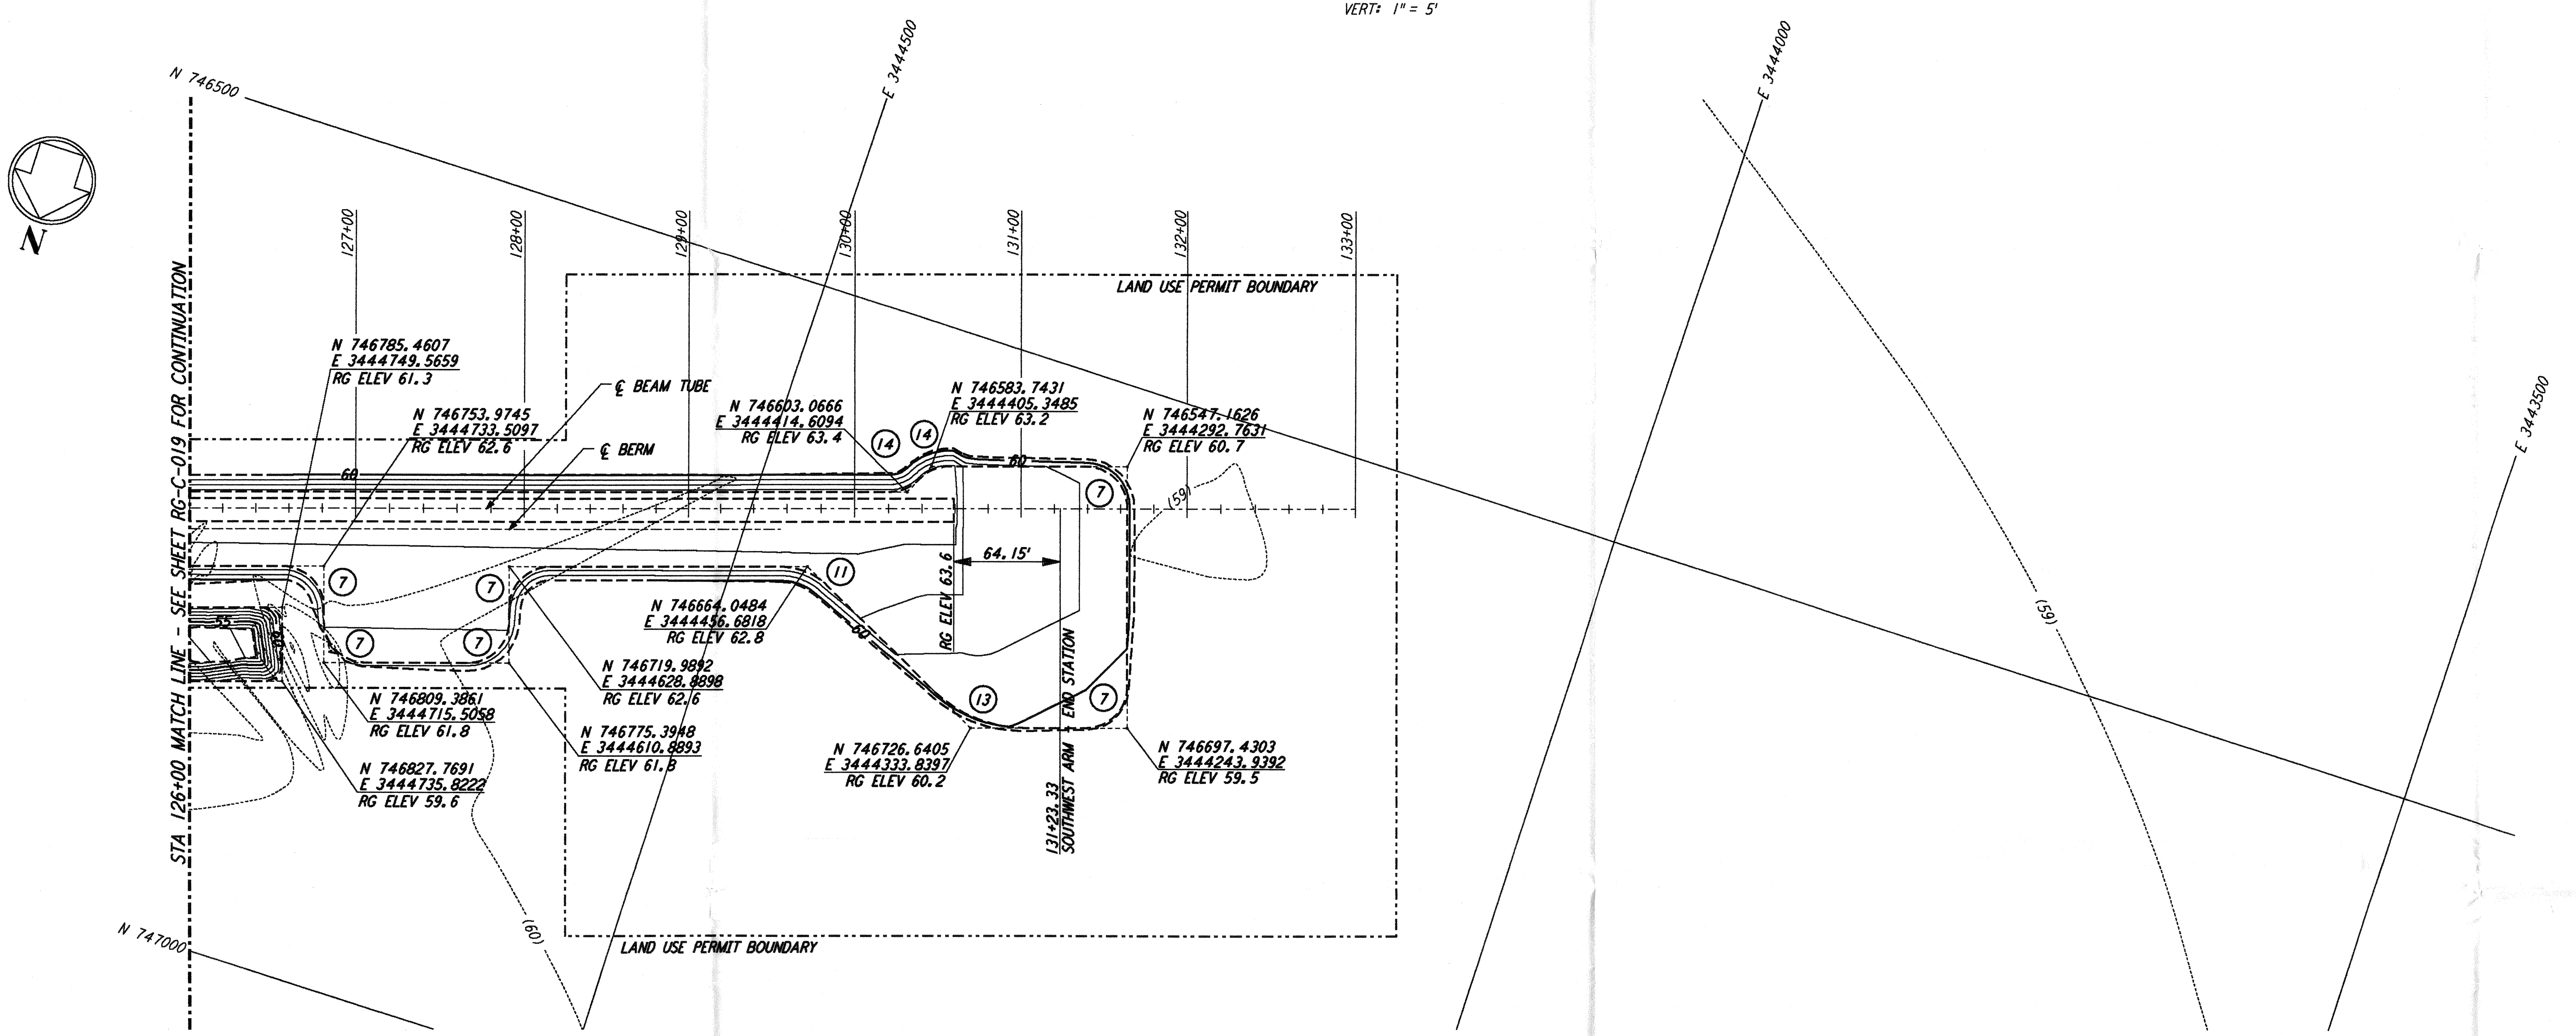 VERT: 1" = 5'
N 746500
E 3444500
E 3444000
E 3443500
N
127+00
128+00
129+00
130+00
131+00
132+00
133+00
LAND USE PERMIT BOUNDARY
STA 126+00 MATCH LINE - SEE SHEET RG-C-019 FOR CONTINUATION
N 746785.4607
E 3444749.5659
RG ELEV 61.3
N 746753.9745
E 3444733.5097
RG ELEV 62.6
℄ BEAM TUBE
℄ BERM
N 746603.0666
E 3444414.6094
RG ELEV 63.4
14
14
N 746583.7431
E 3444405.3485
RG ELEV 63.2
N 746547.1626
E 3444292.7631
RG ELEV 60.7
60
60
7
(59)
64.15'
RG ELEV 63.6
7
7
11
7
7
55
60
60
N 746664.0484
E 3444456.6818
RG ELEV 62.8
(59)
N 746719.9892
E 3444628.8898
RG ELEV 62.6
13
7
N 746809.3861
E 3444715.5058
RG ELEV 61.8
N 746775.3948
E 3444610.8893
RG ELEV 61.8
N 746726.6405
E 3444333.8397
RG ELEV 60.2
N 746697.4303
E 3444243.9392
RG ELEV 59.5
N 746827.7691
E 3444735.8222
RG ELEV 59.6
131+23.33
SOUTHWEST ARM - END STATION
(60)
N 747000
LAND USE PERMIT BOUNDARY